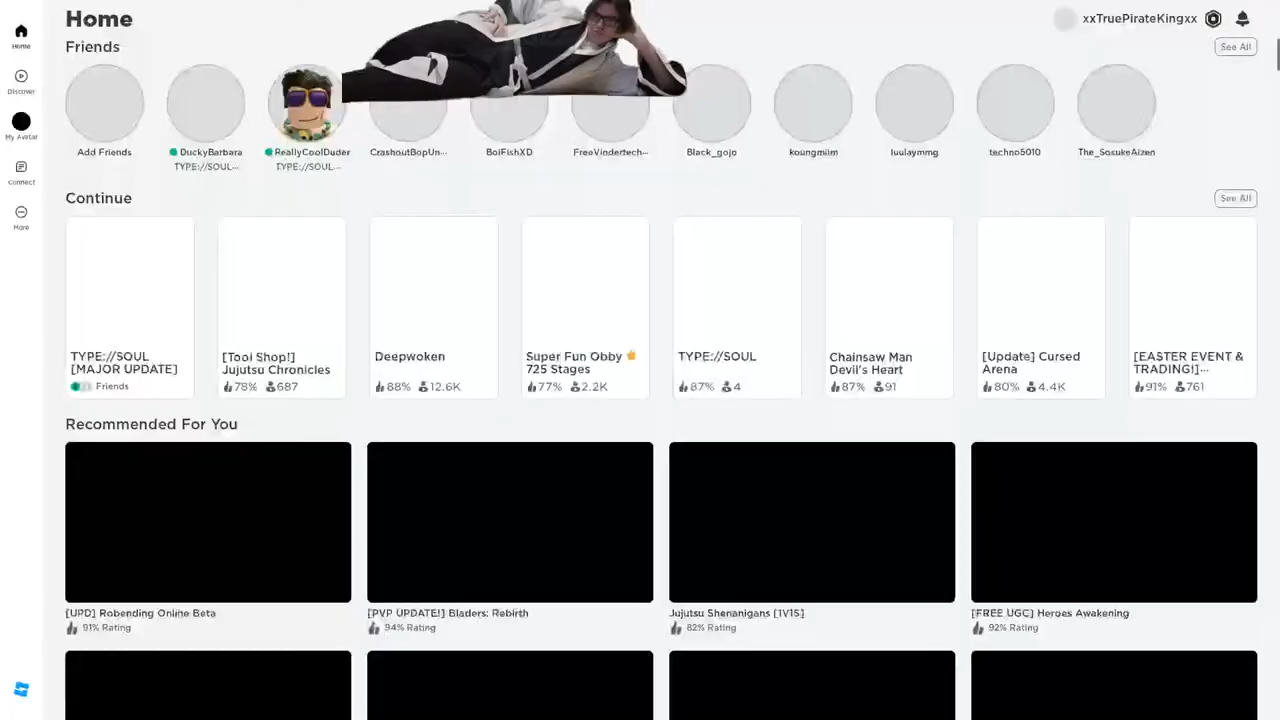 Home
xxTruePirateKingxx
Friends
See All
Home
Discover
My Avatar
Connect
More
Add Friends
DuckyBarbara
ReallyCoolDuder
CrashoutBopUn...
BoiFishXD
FreeVindertech...
Black_gojo
koungmiim
luulaymmg
techno5010
The_SasukeAizen
TYPE://SOUL...
TYPE://SOUL...
Continue
See All
TYPE://SOUL
[MAJOR UPDATE]
Friends
[Tool Shop!]
Jujutsu Chronicles
78% 687
Deepwoken
88% 12.6K
Super Fun Obby
725 Stages
77% 2.2K
TYPE://SOUL
87% 4
Chainsaw Man
Devil's Heart
87% 91
[Update] Cursed
Arena
80% 4.4K
[EASTER EVENT &
TRADING!]...
91% 761
Recommended For You
[UPD] Robending Online Beta
91% Rating
[PVP UPDATE!] Bladers: Rebirth
94% Rating
Jujutsu Shenanigans [1V1S]
82% Rating
[FREE UGC] Heroes Awakening
92% Rating